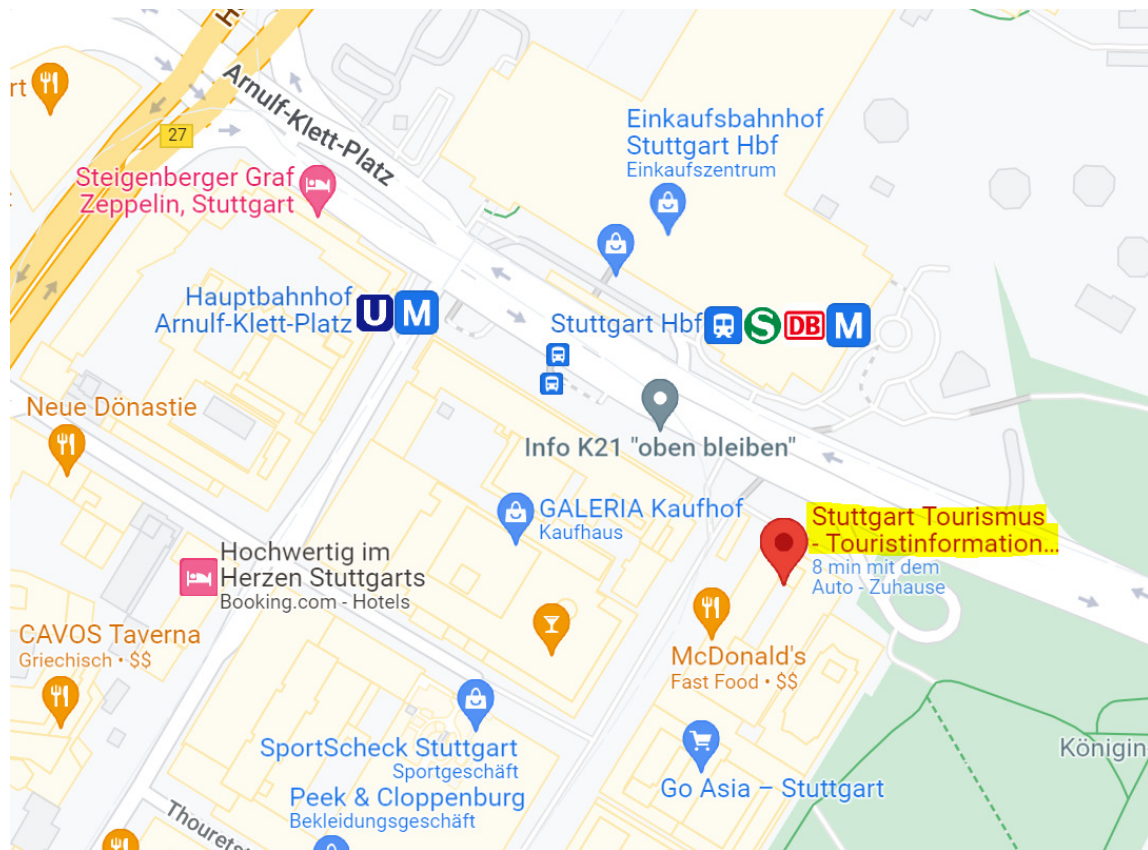 rt
Arnulf-Klett-Platz
27
Einkaufsbahnhof
Stuttgart Hbf
Einkaufszentrum
Steigenberger Graf
Zeppelin, Stuttgart
Hauptbahnhof
Arnulf-Klett-Platz
U
M
Stuttgart Hbf
S
DB
M
Neue Dönastie
Info K21 "oben bleiben"
GALERIA Kaufhof
Kaufhaus
Stuttgart Tourismus
- Touristinformation...
8 min mit dem
Auto - Zuhause
Hochwertig im
Herzen Stuttgarts
Booking.com - Hotels
CAVOS Taverna
Griechisch • $$
McDonald's
Fast Food • $$
SportScheck Stuttgart
Sportgeschäft
Peek & Cloppenburg
Bekleidungsgeschäft
Go Asia – Stuttgart
Königin
Thourets